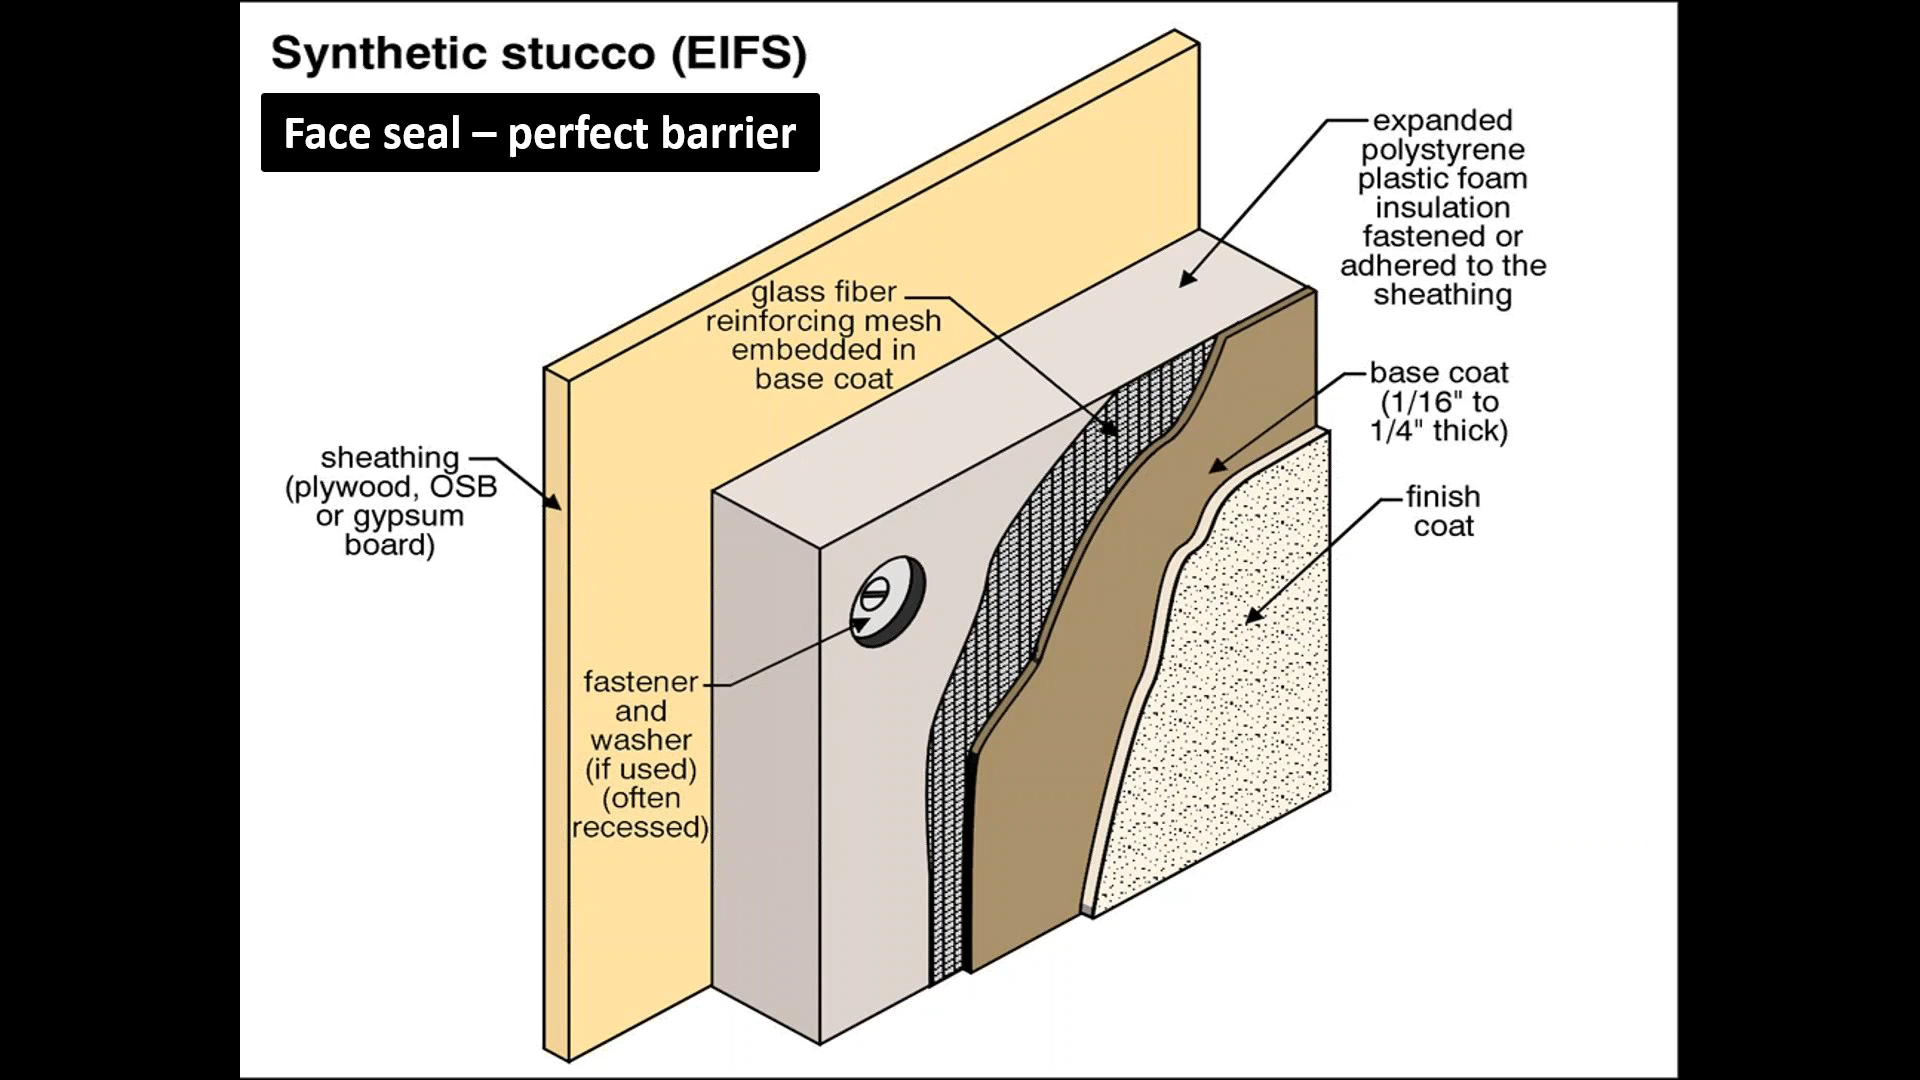 Synthetic stucco (EIFS)
Face seal – perfect barrier
expanded
polystyrene
plastic foam
insulation
fastened or
adhered to the
sheathing
glass fiber
reinforcing mesh
embedded in
base coat
base coat
(1/16" to
1/4" thick)
sheathing
(plywood, OSB
or gypsum
board)
finish
coat
fastener
and
washer
(if used)
(often
recessed)